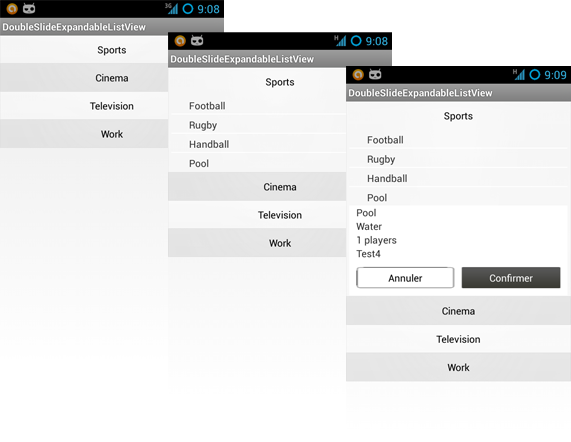 3G 9:08
DoubleSlideExpandableListView
Sports
Cinema
Television
Work
H 9:08
DoubleSlideExpandableListView
Sports
Football
Rugby
Handball
Pool
Cinema
Television
Work
H 9:09
DoubleSlideExpandableListView
Sports
Football
Rugby
Handball
Pool
Pool
Water
1 players
Test4
Annuler Confirmer
Cinema
Television
Work